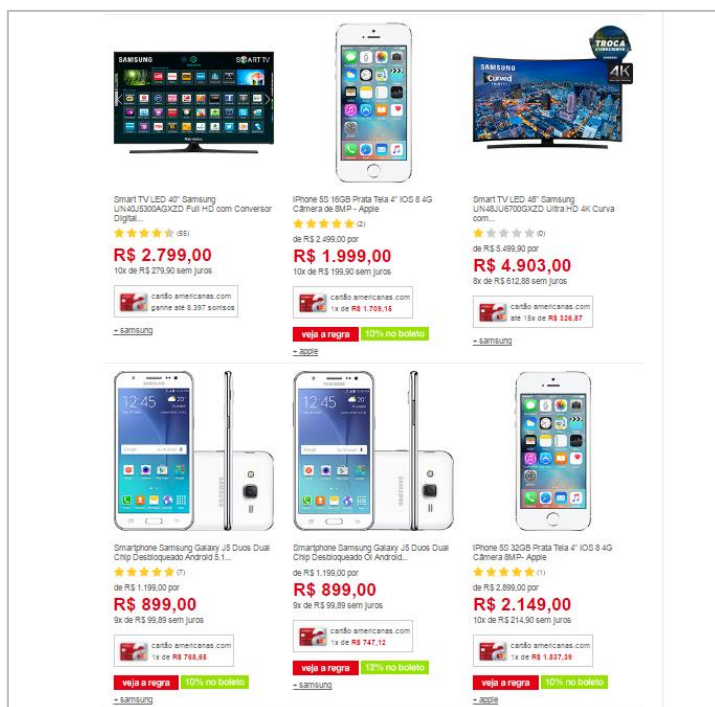 SAMSUNG
SMART TV
SAMSUNG
Curved
TROCA
4K
Smart TV LED 40" Samsung
UN40J5300AGXZD Full HD com Conversor
Digital...
(55)
R$ 2.799,00
10x de R$ 279,90 sem juros
cartão americanas.com
ganhe até 8.397 sorrisos
+ samsung
iPhone 5S 16GB Prata Tela 4" IOS 8 4G
Câmera de 8MP - Apple
(2)
de R$ 2.499,00 por
R$ 1.999,00
10x de R$ 199,90 sem juros
cartão americanas.com
1x de R$ 1.709,15
veja a regra 10% no boleto
+ apple
Smart TV LED 48" Samsung
UN48JU6700GXZD Ultra HD 4K Curva
com...
(0)
de R$ 5.499,90 por
R$ 4.903,00
8x de R$ 612,88 sem juros
cartão americanas.com
até 15x de R$ 326,87
+ samsung
12:45
20°
SAMSUNG
12:45
20°
SAMSUNG
Smartphone Samsung Galaxy J5 Duos Dual
Chip Desbloqueado Android 5.1...
(7)
de R$ 1.199,00 por
R$ 899,00
9x de R$ 99,89 sem juros
cartão americanas.com
1x de R$ 768,65
veja a regra 10% no boleto
+ samsung
Smartphone Samsung Galaxy J5 Duos Dual
Chip Desbloqueado Oi Android...
de R$ 1.199,00 por
R$ 899,00
9x de R$ 99,89 sem juros
cartão americanas.com
1x de R$ 747,12
veja a regra 12% no boleto
+ samsung
iPhone 5S 32GB Prata Tela 4" IOS 8 4G
Câmera 8MP- Apple
(1)
de R$ 2.899,00 por
R$ 2.149,00
10x de R$ 214,90 sem juros
cartão americanas.com
1x de R$ 1.837,39
veja a regra 10% no boleto
+ apple